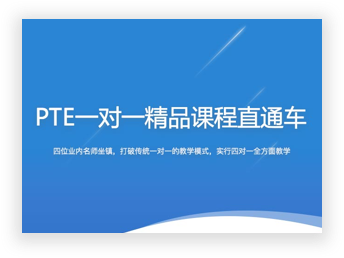 PTE一对一精品课程直通车
四位业内名师坐镇，打破传统一对一的教学模式，实行四对一全方面教学